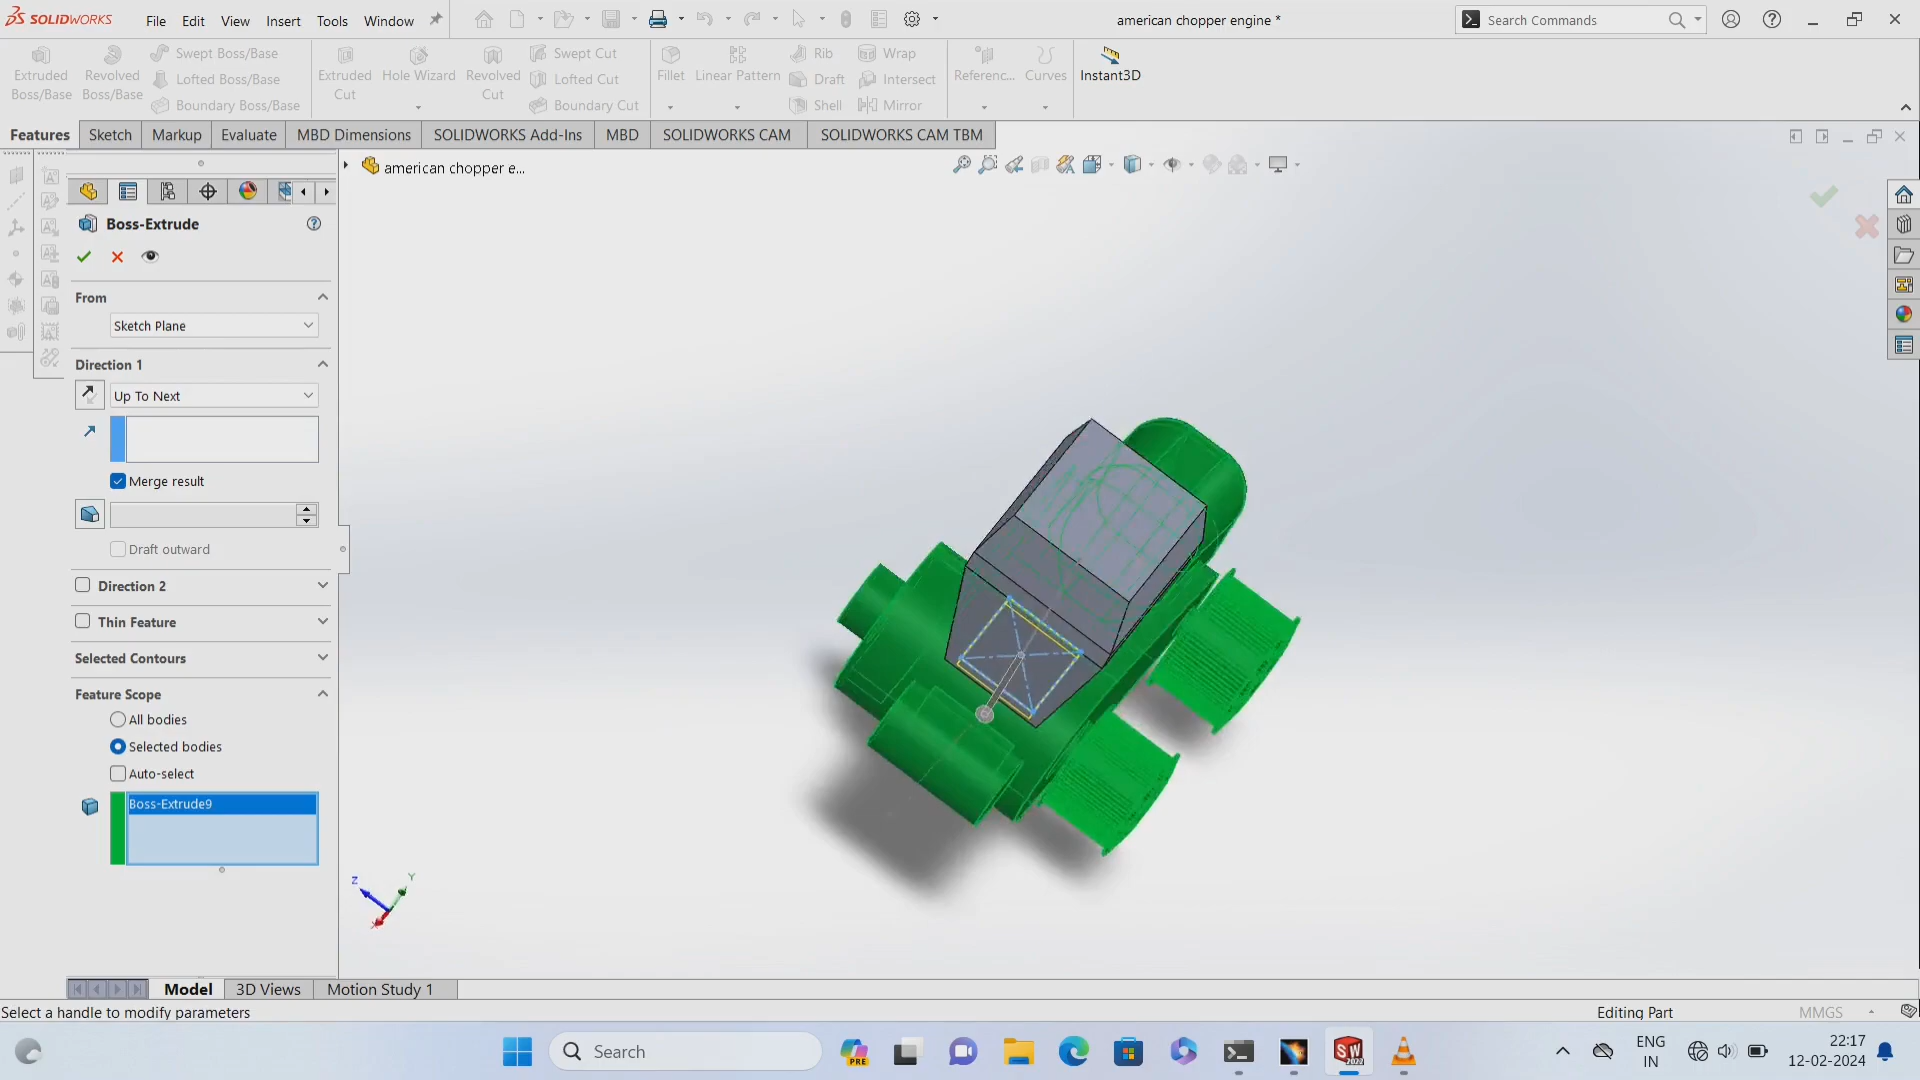 SOLIDWORKS File Edit View Insert Tools Window american chopper engine * Search Commands
Extruded Boss/Base
Revolved Boss/Base
Swept Boss/Base
Lofted Boss/Base
Boundary Boss/Base
Extruded Cut
Hole Wizard
Revolved Cut
Swept Cut
Lofted Cut
Boundary Cut
Fillet
Linear Pattern
Rib
Draft
Shell
Wrap
Intersect
Mirror
Referenc...
Curves
Instant3D
Features Sketch Markup Evaluate MBD Dimensions SOLIDWORKS Add-Ins MBD SOLIDWORKS CAM SOLIDWORKS CAM TBM
american chopper e...
Boss-Extrude
From
Sketch Plane
Direction 1
Up To Next
Merge result
Draft outward
Direction 2
Thin Feature
Selected Contours
Feature Scope
All bodies
Selected bodies
Auto-select
Boss-Extrude9
Z
Y
X
Model 3D Views Motion Study 1
Select a handle to modify parameters Editing Part MMGS
Search
PRE
SW
2022
ENG
IN
22:17
12-02-2024